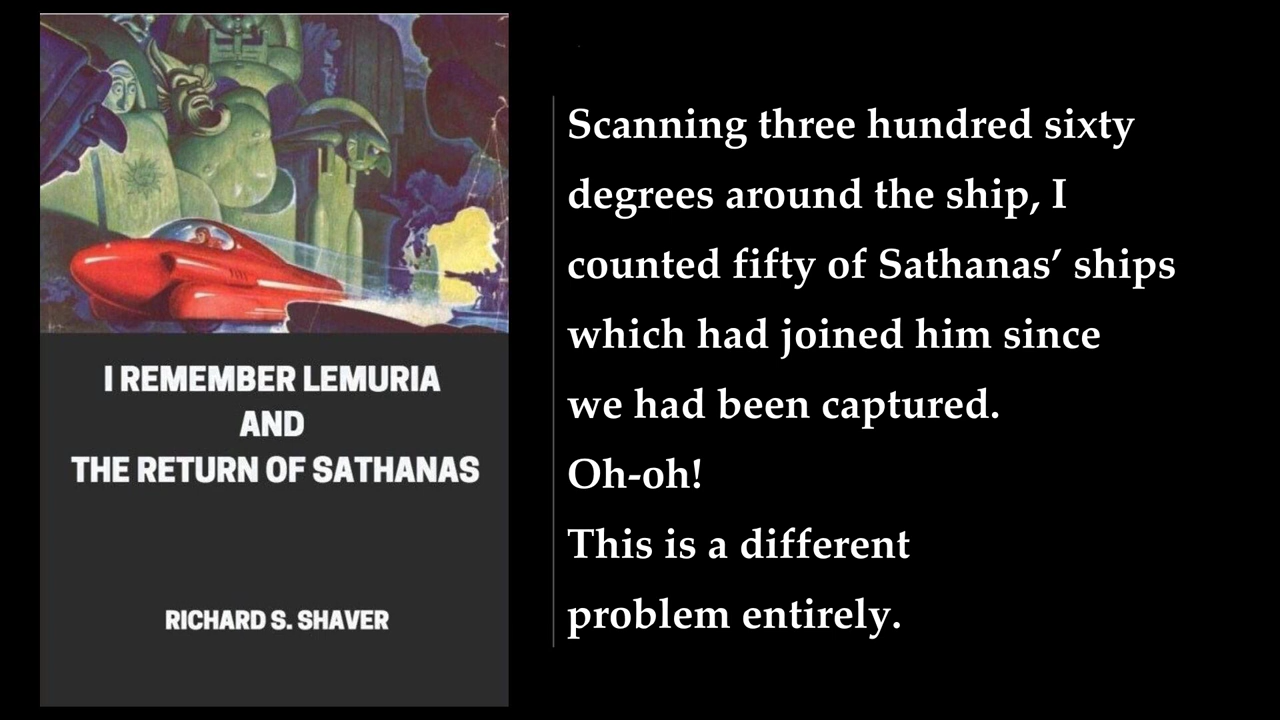 I REMEMBER LEMURIA
AND
THE RETURN OF SATHANAS
RICHARD S. SHAVER
Scanning three hundred sixty
degrees around the ship, I
counted fifty of Sathanas’ ships
which had joined him since
we had been captured.
Oh-oh!
This is a different
problem entirely.